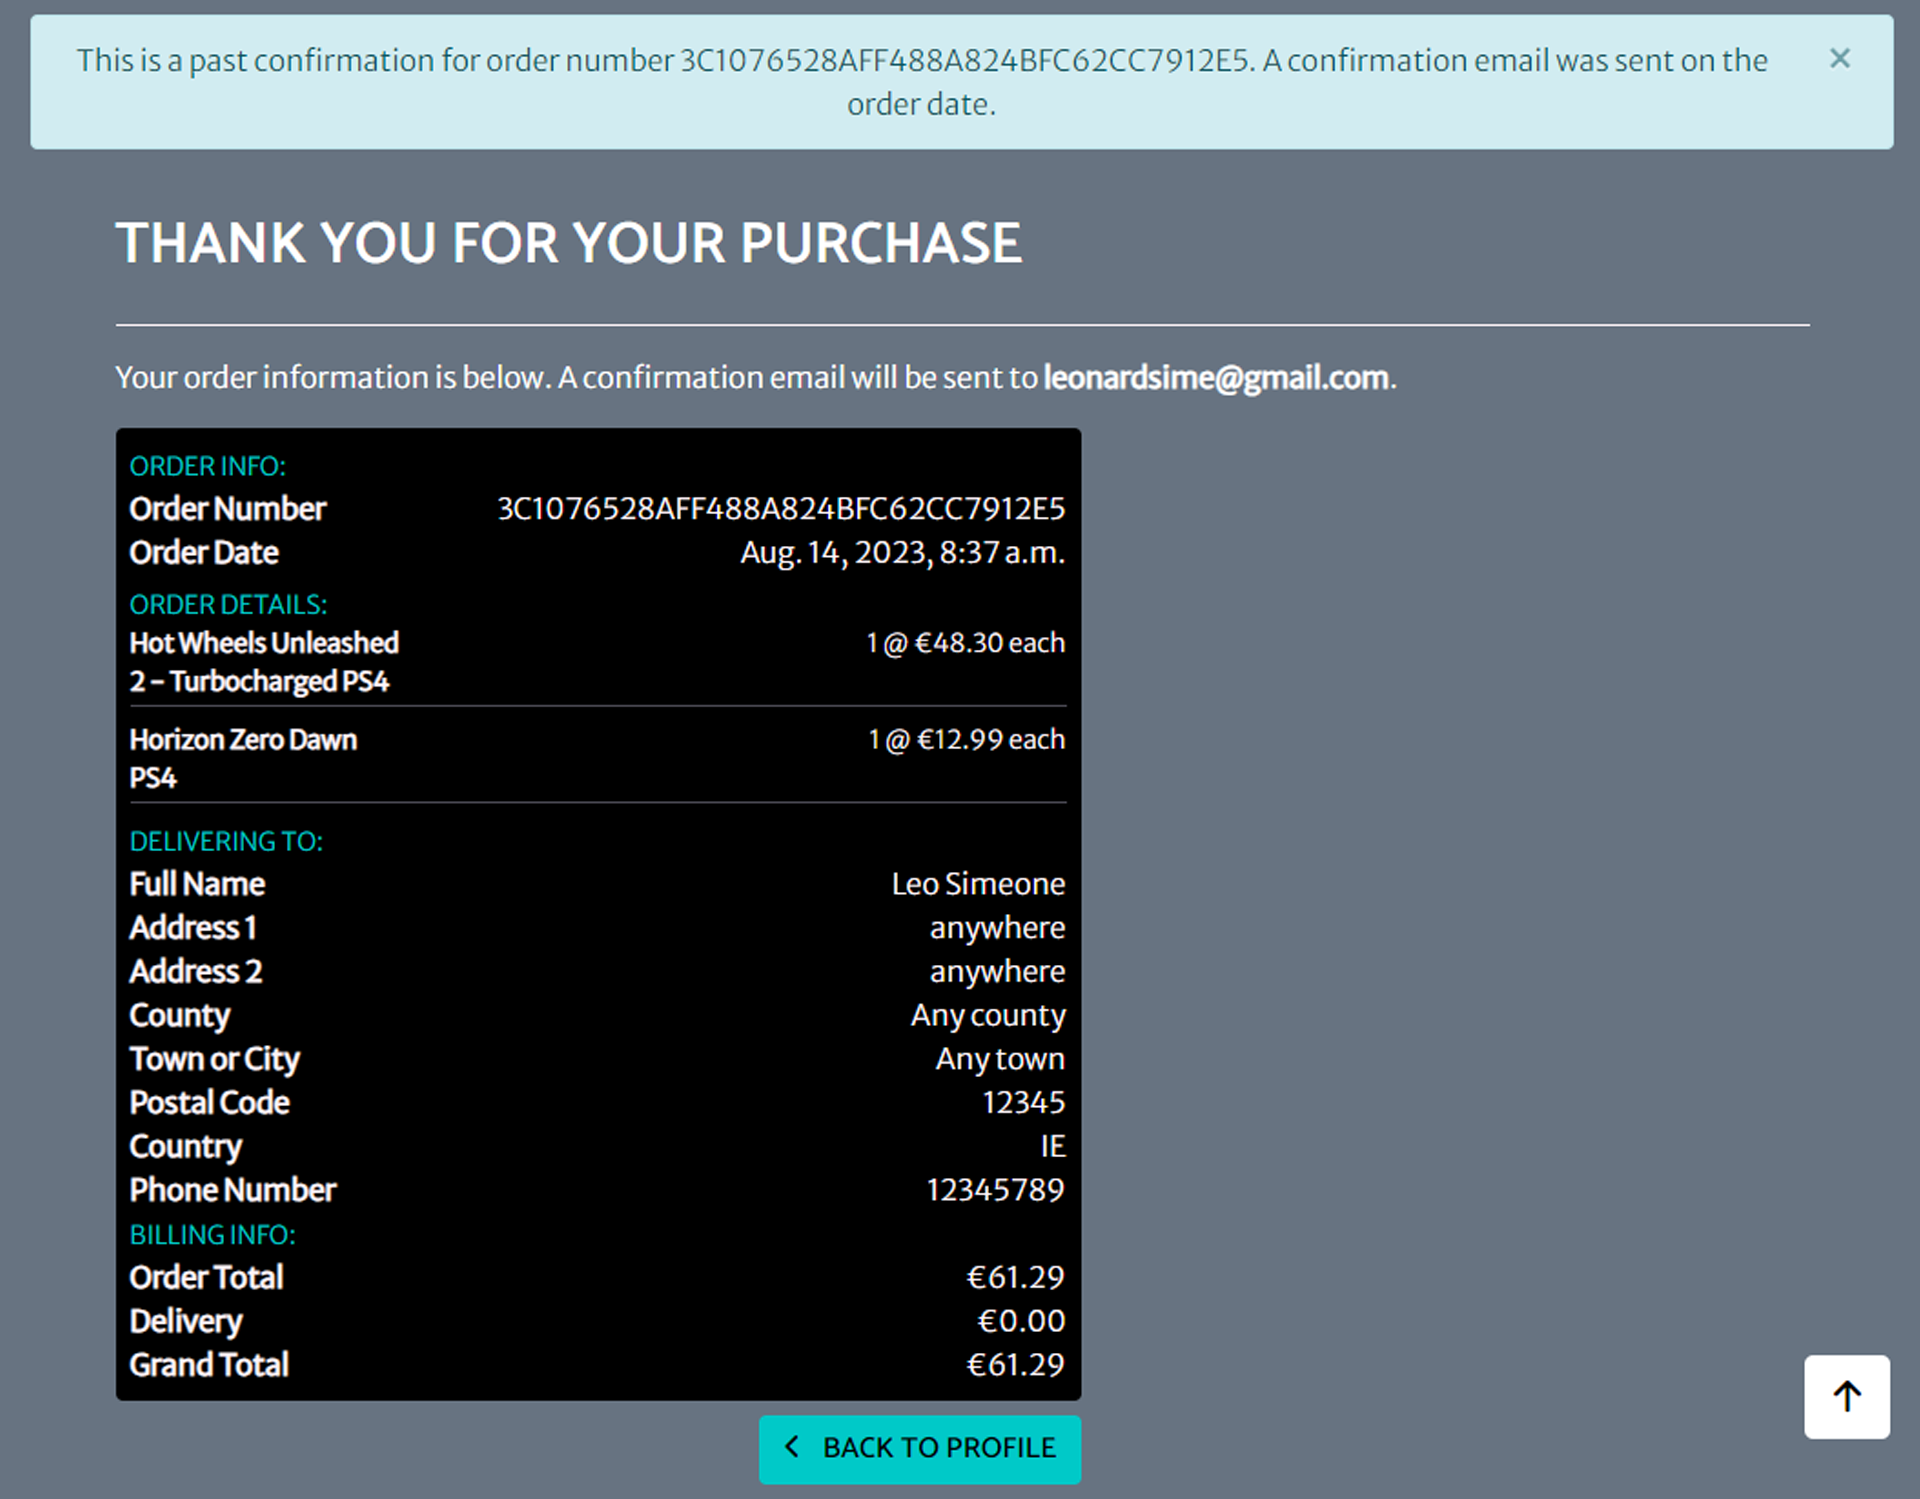 This is a past confirmation for order number 3C1076528AFF488A824BFC62CC7912E5. A confirmation email was sent on the
order date.
×
THANK YOU FOR YOUR PURCHASE
Your order information is below. A confirmation email will be sent to leonardsime@gmail.com.
ORDER INFO:
Order Number 3C1076528AFF488A824BFC62CC7912E5
Order Date Aug. 14, 2023, 8:37 a.m.
ORDER DETAILS:
Hot Wheels Unleashed 1 @ €48.30 each
2 – Turbocharged PS4
Horizon Zero Dawn 1 @ €12.99 each
PS4
DELIVERING TO:
Full Name Leo Simeone
Address 1 anywhere
Address 2 anywhere
County Any county
Town or City Any town
Postal Code 12345
Country IE
Phone Number 12345789
BILLING INFO:
Order Total €61.29
Delivery €0.00
Grand Total €61.29
BACK TO PROFILE